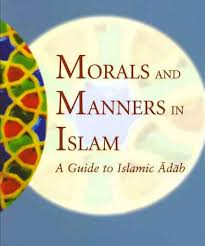 MORALS AND
MANNERS IN
ISLAM
A Guide to Islamic Ādāb